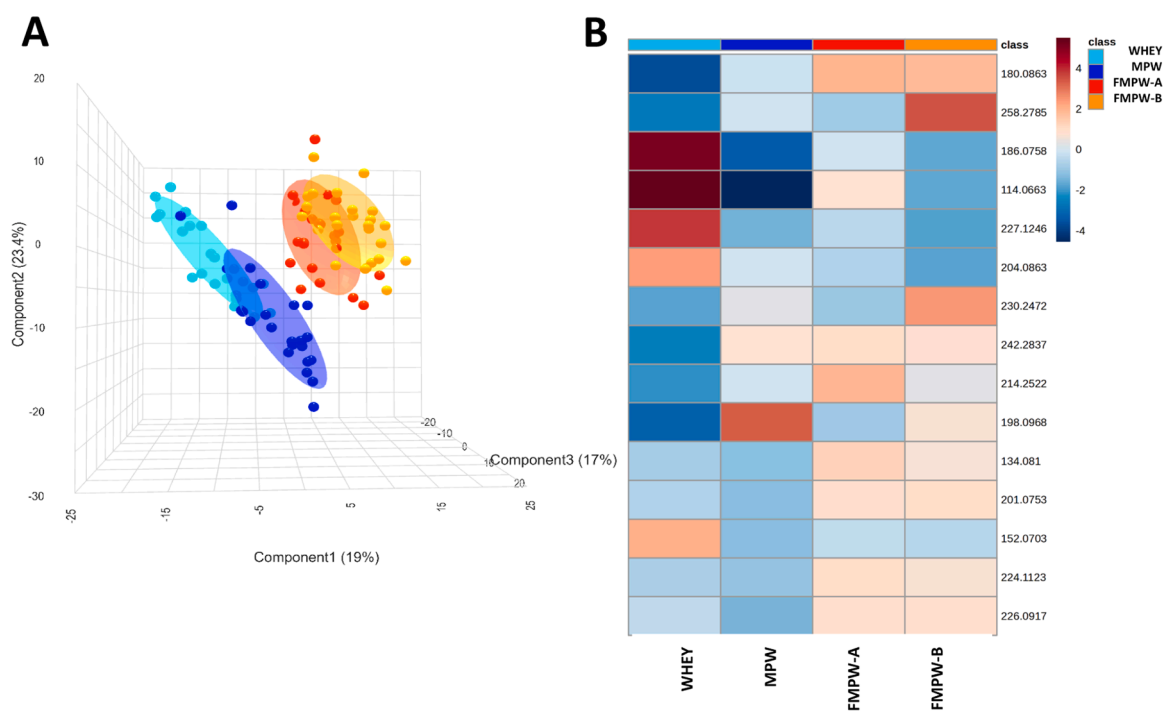 A
20
10
0
-10
-20
-30
Component2 (23.4%)
-25
-15
-5
5
15
25
Component1 (19%)
-20
-10
0
10
20
Component3 (17%)
B
class
180.0863
258.2785
186.0758
114.0663
227.1246
204.0863
230.2472
242.2837
214.2522
198.0968
134.081
201.0753
152.0703
224.1123
226.0917
4
2
0
-2
-4
class
WHEY
MPW
FMPW-A
FMPW-B
WHEY
MPW
FMPW-A
FMPW-B